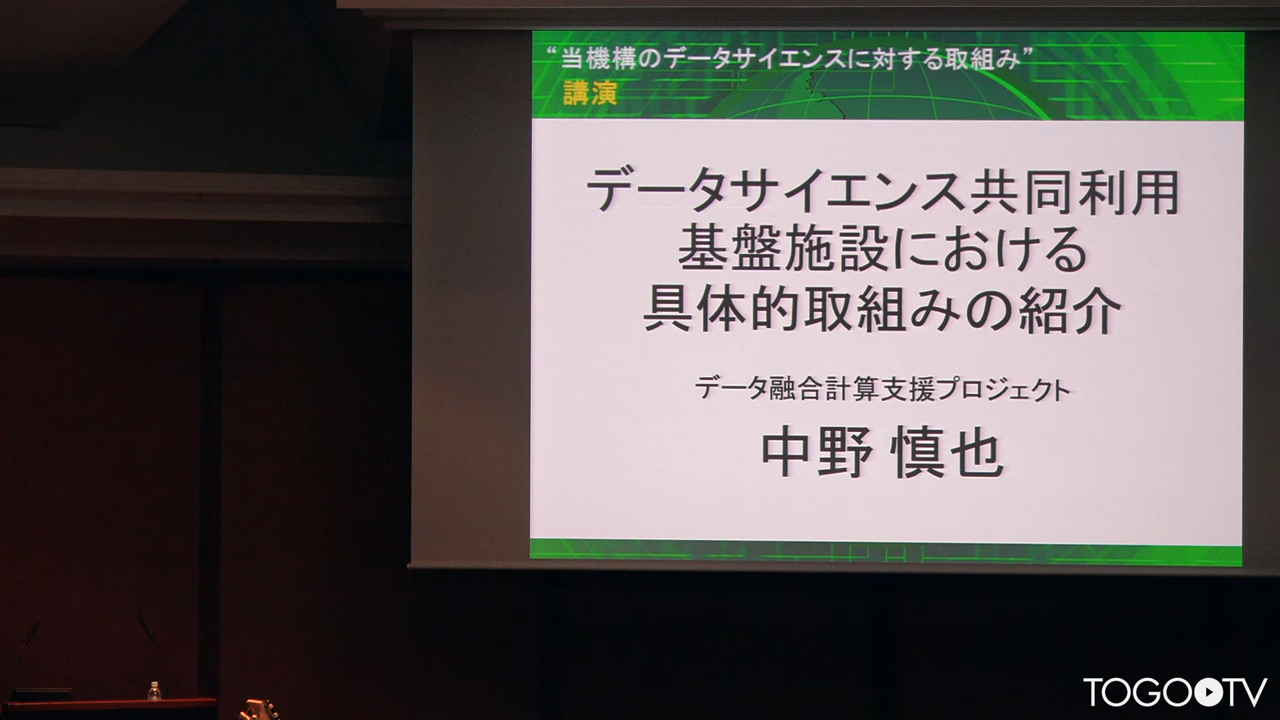 “当機構のデータサイエンスに対する取組み”
講演
データサイエンス共同利用
基盤施設における
具体的取組みの紹介
データ融合計算支援プロジェクト
中野 慎也
TOGOTV